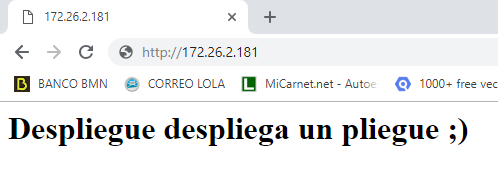 172.26.2.181
http://172.26.2.181
BANCO BMN CORREO LOLA MiCarnet.net - Autoe 1000+ free vec
Despliegue despliega un pliegue ;)